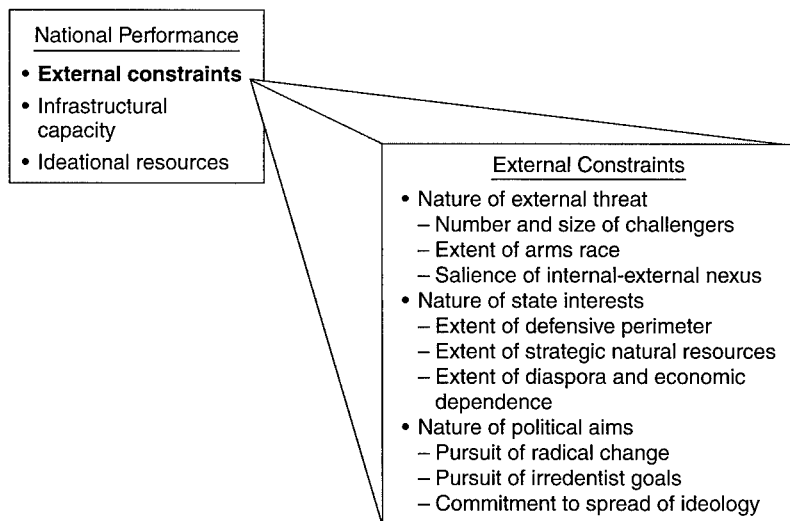 National Performance
• External constraints
• Infrastructural
capacity
• Ideational resources
External Constraints
• Nature of external threat
– Number and size of challengers
– Extent of arms race
– Salience of internal-external nexus
• Nature of state interests
– Extent of defensive perimeter
– Extent of strategic natural resources
– Extent of diaspora and economic
dependence
• Nature of political aims
– Pursuit of radical change
– Pursuit of irredentist goals
– Commitment to spread of ideology